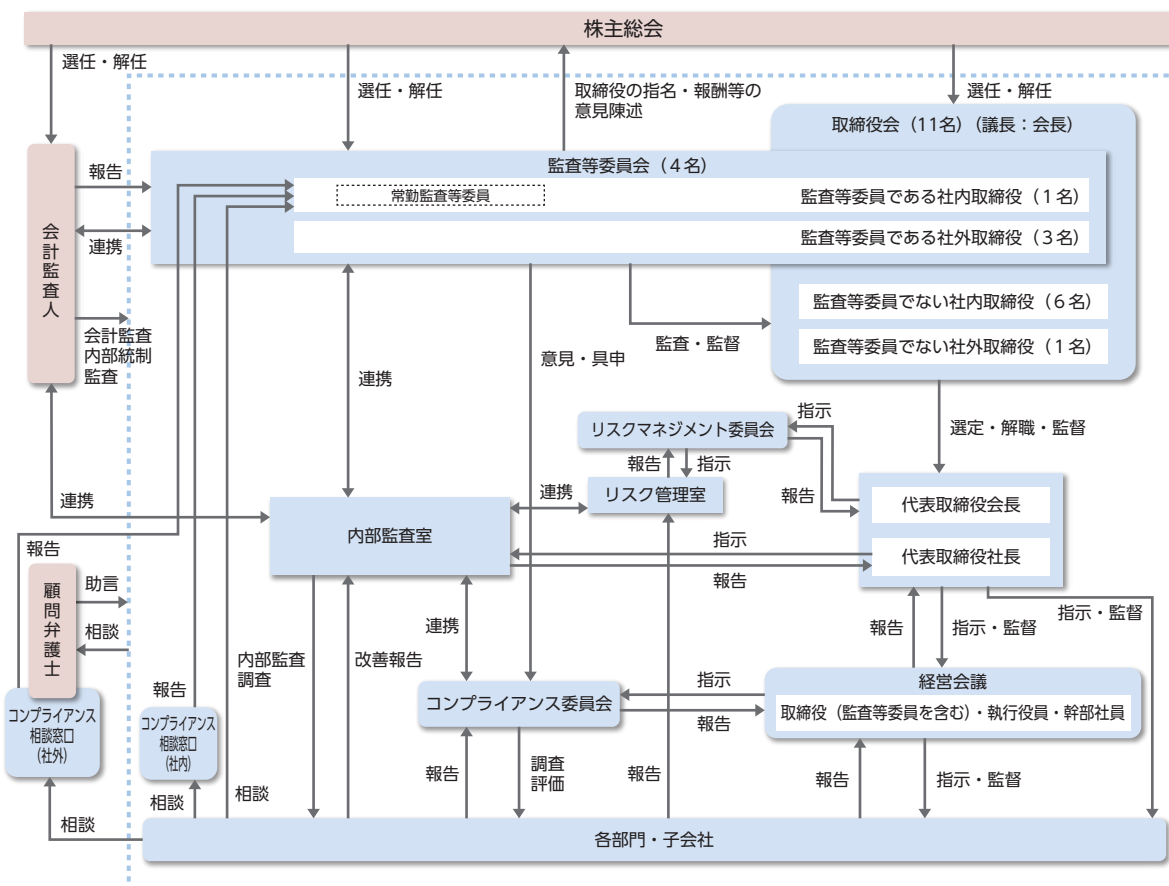 株主総会
選任・解任
選任・解任
取締役の指名・報酬等の
意見陳述
選任・解任
取締役会（11名）（議長：会長）
監査等委員会（4名）
常勤監査等委員
監査等委員である社内取締役（1名）
監査等委員である社外取締役（3名）
監査等委員でない社内取締役（6名）
監査等委員でない社外取締役（1名）
報告
連携
会計監査人
会計監査
内部統制
監査
監査・監督
意見・具申
連携
選定・解職・監督
指示
リスクマネジメント委員会
報告
指示
報告
リスク管理室
連携
連携
内部監査室
代表取締役会長
代表取締役社長
指示
報告
報告
顧問弁護士
助言
相談
コンプライアンス
相談窓口
(社外)
報告
コンプライアンス
相談窓口
(社内)
内部監査
調査
改善報告
連携
コンプライアンス委員会
指示
報告
報告
指示・監督
指示・監督
経営会議
取締役（監査等委員を含む）・執行役員・幹部社員
相談
相談
相談
報告
調査
評価
報告
報告
指示・監督
各部門・子会社